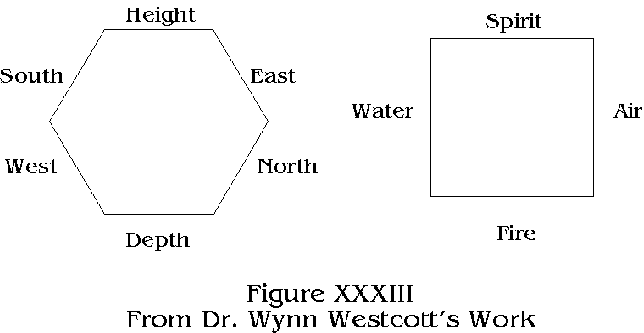 Height
South
East
West
North
Depth
Spirit
Water
Air
Fire
Figure XXXIII
From Dr. Wynn Westcott's Work